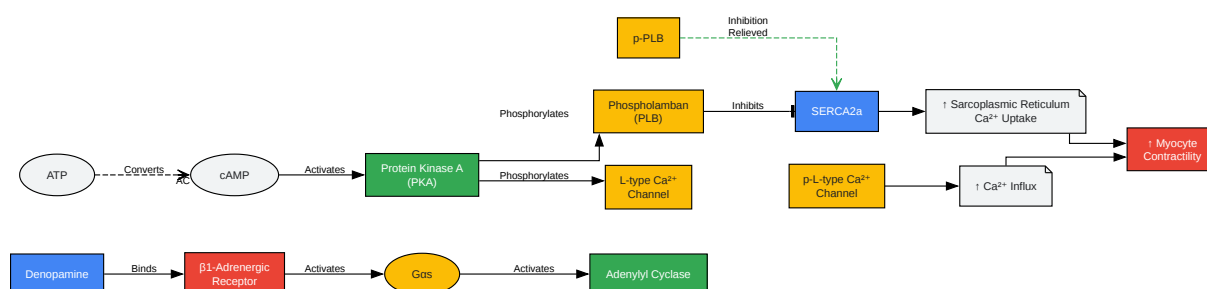 Inhibition
Relieved
p-PLB
Phosphorylates
Phospholamban
(PLB)
Inhibits
SERCA2a
↑ Sarcoplasmic Reticulum
Ca²⁺ Uptake
↑ Myocyte
Contractility
ATP
Converts
AC
cAMP
Activates
Protein Kinase A
(PKA)
Phosphorylates
L-type Ca²⁺
Channel
p-L-type Ca²⁺
Channel
↑ Ca²⁺ Influx
Denopamine
Binds
β1-Adrenergic
Receptor
Activates
Gαs
Activates
Adenylyl Cyclase